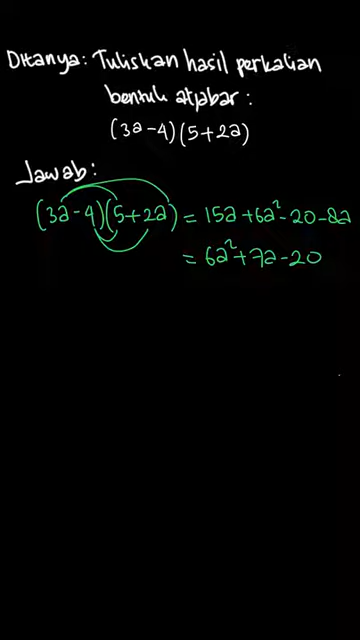 Ditanya: Tuliskan hasil perkalian
bentuk aljabar:
(3a-4)(5+2a)
Jawab:
(3a-4)(5+2a) = 15a+6a²-20-8a
= 6a²+7a-20